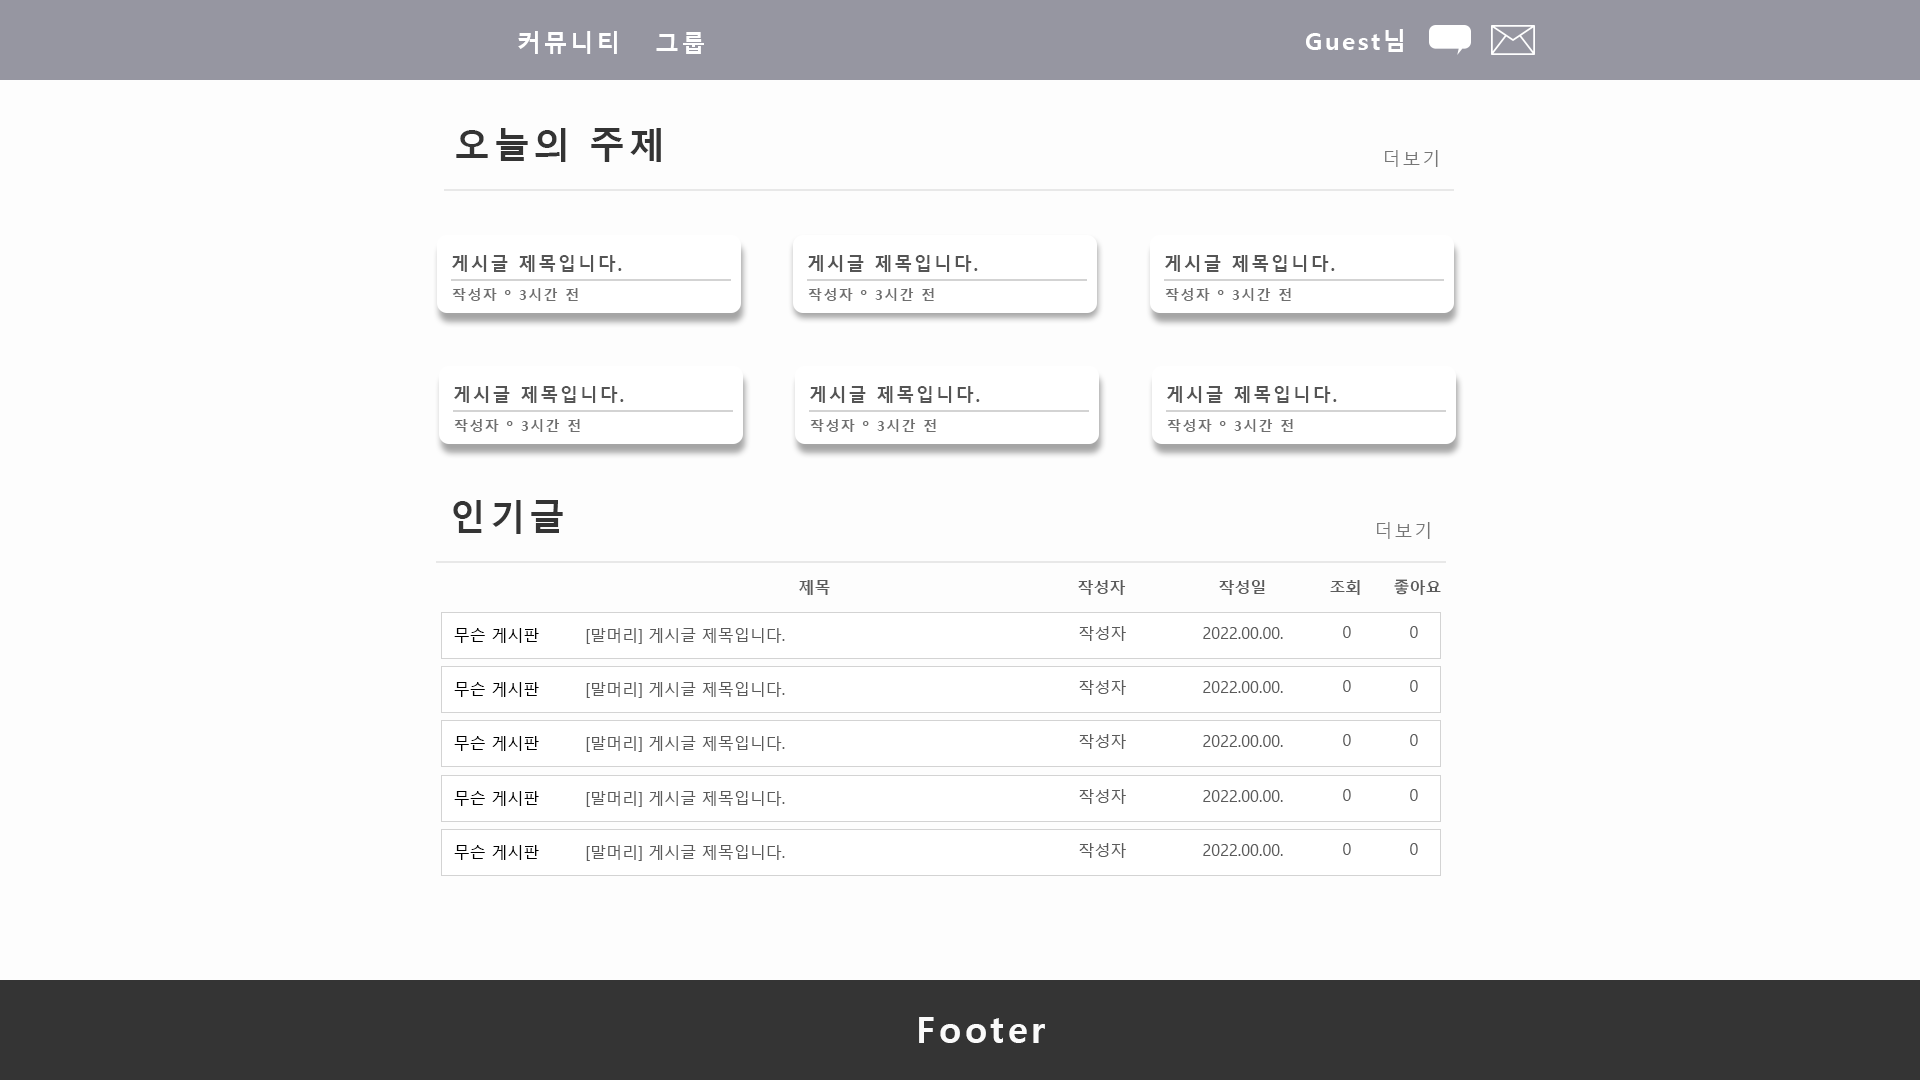 커뮤니티 그룹 Guest님
오늘의 주제 더보기
게시글 제목입니다. 게시글 제목입니다. 게시글 제목입니다.
작성자 º 3시간 전 작성자 º 3시간 전 작성자 º 3시간 전
게시글 제목입니다. 게시글 제목입니다. 게시글 제목입니다.
작성자 º 3시간 전 작성자 º 3시간 전 작성자 º 3시간 전
인기글 더보기
제목 작성자 작성일 조회 좋아요
무슨 게시판 [말머리] 게시글 제목입니다. 작성자 2022.00.00. 0 0
무슨 게시판 [말머리] 게시글 제목입니다. 작성자 2022.00.00. 0 0
무슨 게시판 [말머리] 게시글 제목입니다. 작성자 2022.00.00. 0 0
무슨 게시판 [말머리] 게시글 제목입니다. 작성자 2022.00.00. 0 0
무슨 게시판 [말머리] 게시글 제목입니다. 작성자 2022.00.00. 0 0
Footer